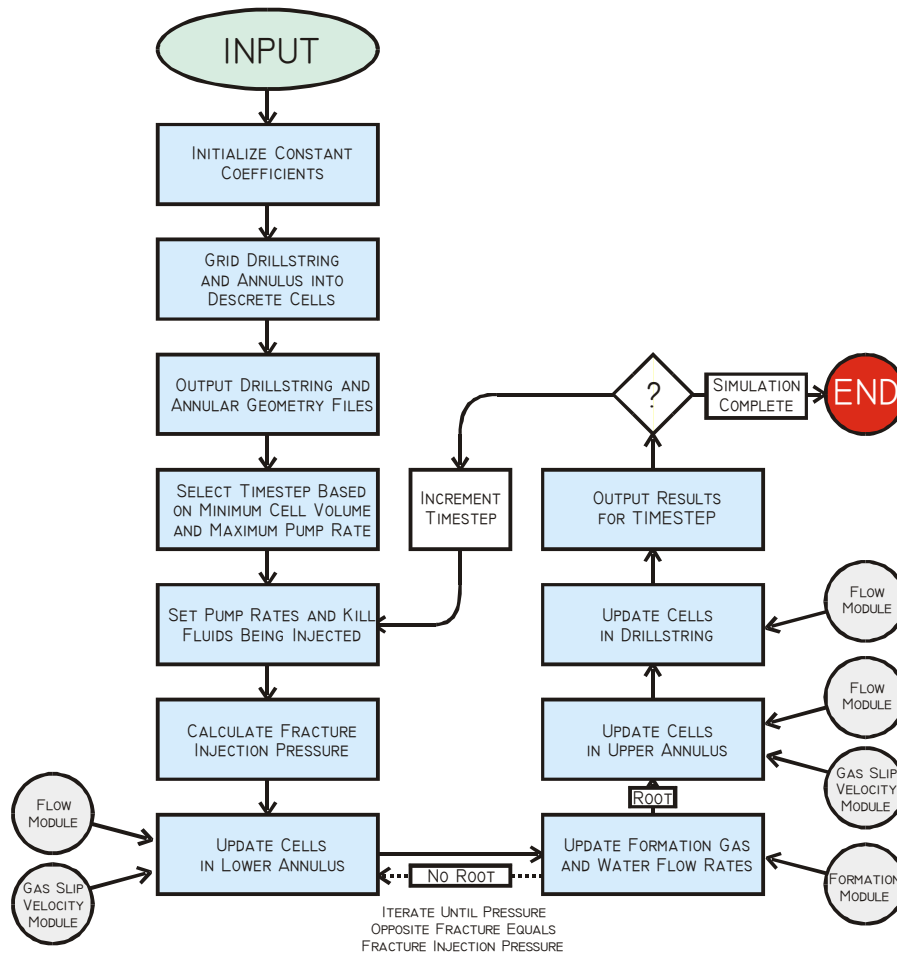 INPUT
INITIALIZE CONSTANT
COEFFICIENTS
GRID DRILLSTRING
AND ANNULUS INTO
DESCRETE CELLS
OUTPUT DRILLSTRING AND
ANNULAR GEOMETRY FILES
SELECT TIMESTEP BASED
ON MINIMUM CELL VOLUME
AND MAXIMUM PUMP RATE
SET PUMP RATES AND KILL
FLUIDS BEING INJECTED
CALCULATE FRACTURE
INJECTION PRESSURE
FLOW
MODULE
GAS SLIP
VELOCITY
MODULE
UPDATE CELLS
IN LOWER ANNULUS
NO ROOT
ITERATE UNTIL PRESSURE
OPPOSITE FRACTURE EQUALS
FRACTURE INJECTION PRESSURE
UPDATE FORMATION GAS
AND WATER FLOW RATES
FORMATION
MODULE
ROOT
UPDATE CELLS
IN UPPER ANNULUS
FLOW
MODULE
GAS SLIP
VELOCITY
MODULE
UPDATE CELLS
IN DRILLSTRING
FLOW
MODULE
OUTPUT RESULTS
FOR TIMESTEP
?
INCREMENT
TIMESTEP
SIMULATION
COMPLETE
END